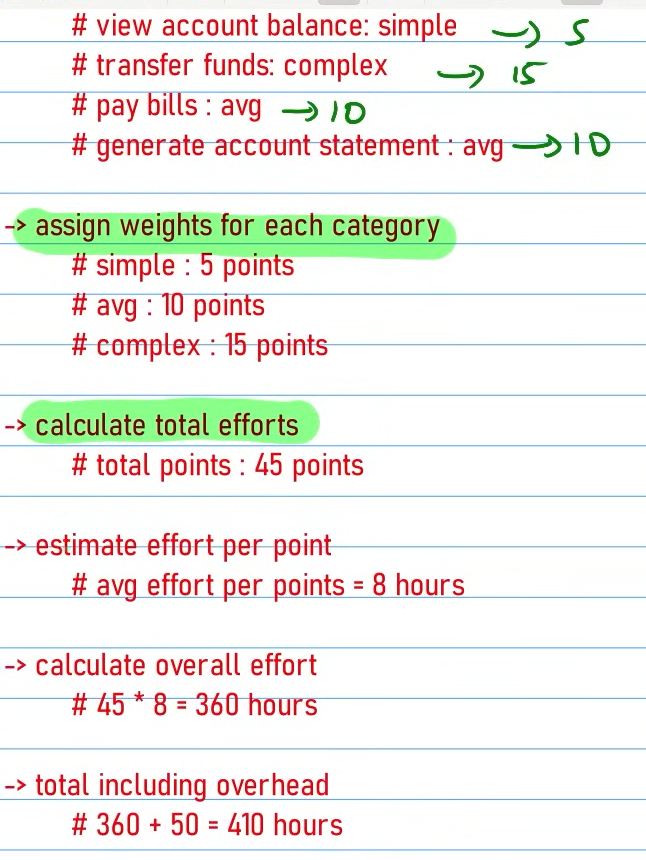 # view account balance: simple → 5
# transfer funds: complex → 15
# pay bills : avg → 10
# generate account statement : avg → 10
-> assign weights for each category
# simple : 5 points
# avg : 10 points
# complex : 15 points
-> calculate total efforts
# total points : 45 points
-> estimate effort per point
# avg effort per points = 8 hours
-> calculate overall effort
# 45 * 8 = 360 hours
-> total including overhead
# 360 + 50 = 410 hours